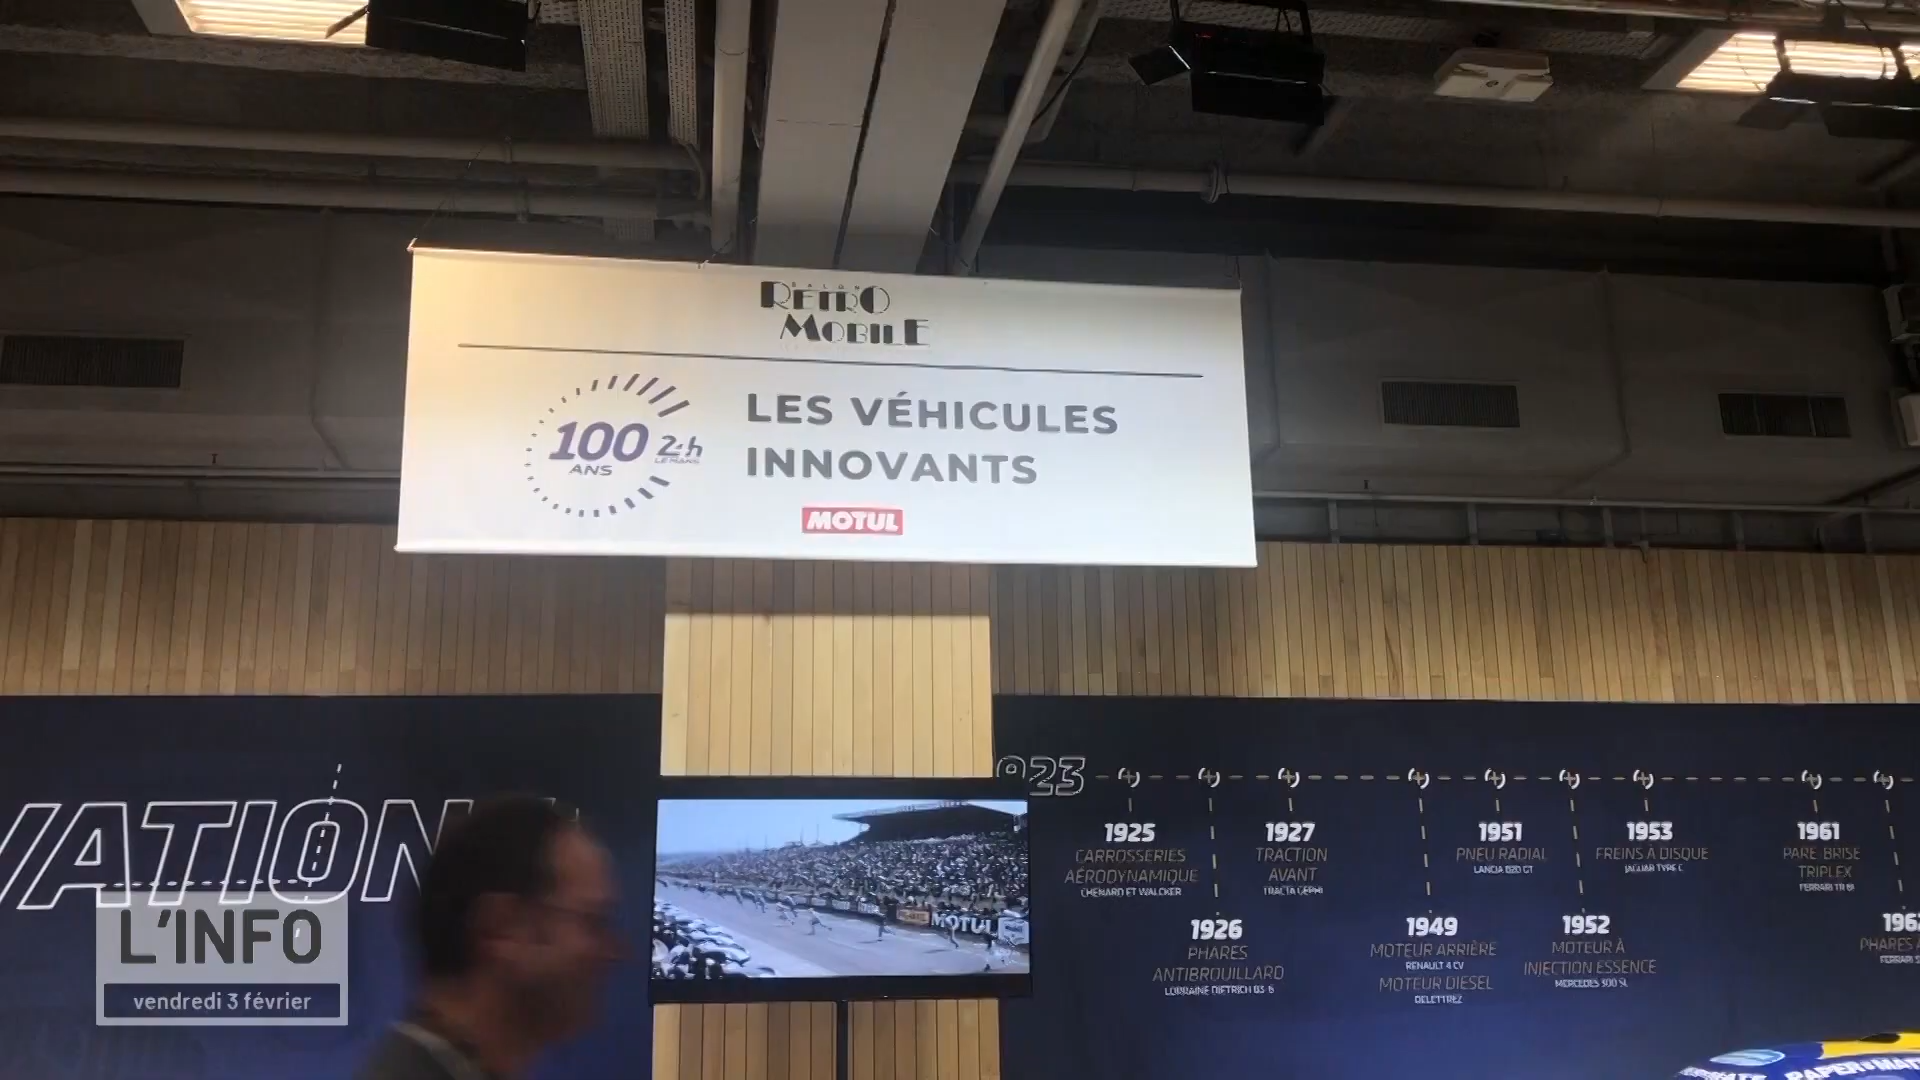 SALON
RETRO
MOBILE
100
ANS
24h
LE MANS
LES VÉHICULES
INNOVANTS
MOTUL
VATION
923
1925
CARROSSERIES
AÉRODYNAMIQUE
CHENARD ET WALCKER
1926
PHARES
ANTIBROUILLARD
LORRAINE DIETRICH B3-6
1927
TRACTION
AVANT
TRACTA GEPHI
1949
MOTEUR ARRIÈRE
RENAULT 4 CV
MOTEUR DIESEL
DELETTREZ
1951
PNEU RADIAL
LANCIA B20 GT
1952
MOTEUR À
INJECTION ESSENCE
MERCEDES 300 SL
1953
FREINS A DISQUE
JAGUAR TYPE C
1961
PARE-BRISE
TRIPLEX
FERRARI TR 61
196
PHARES
FERRARI
MOTUL
L'INFO
vendredi 3 février